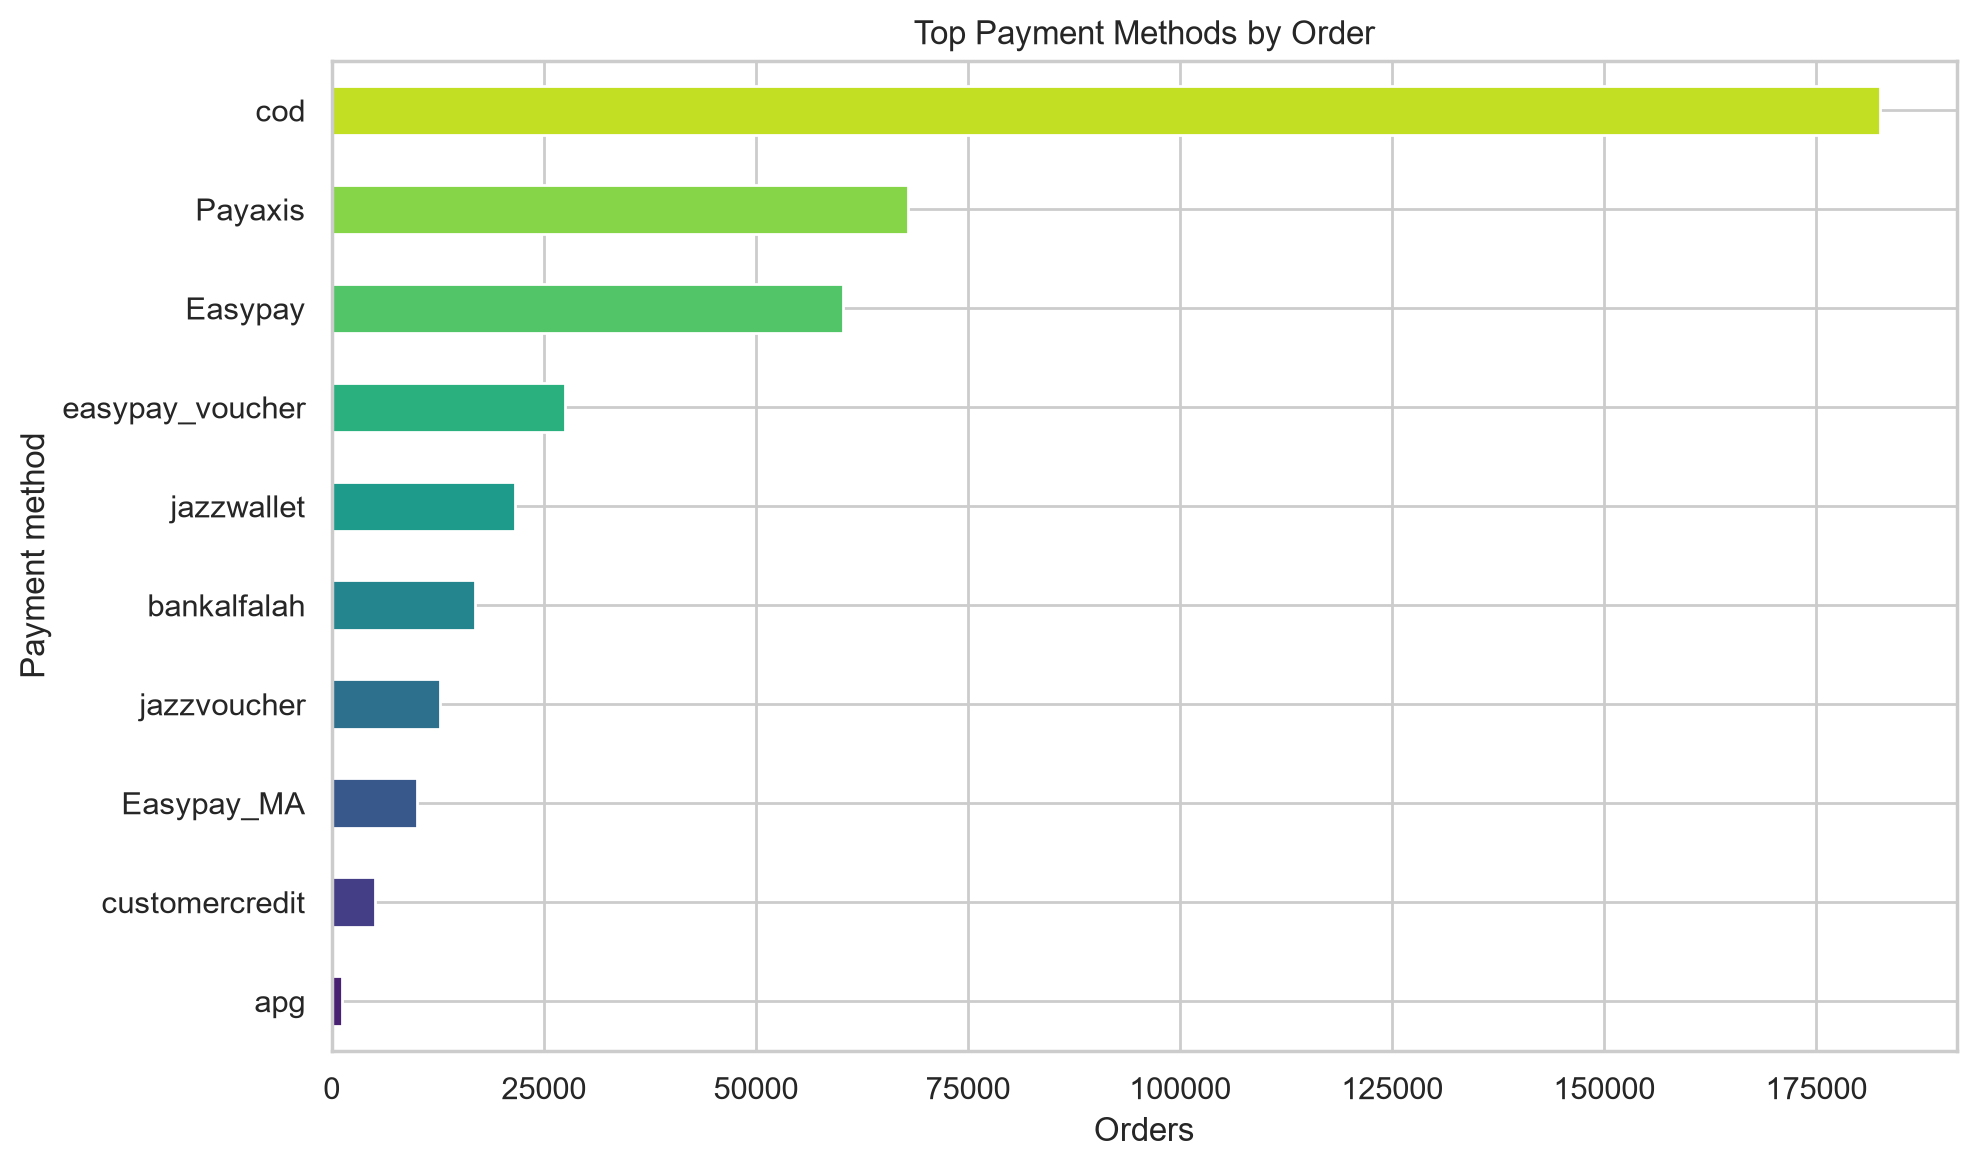 Top Payment Methods by Order
cod
Payaxis
Easypay
easypay_voucher
jazzwallet
bankalfalah
jazzvoucher
Easypay_MA
customercredit
apg
Payment method
0 25000 50000 75000 100000 125000 150000 175000
Orders